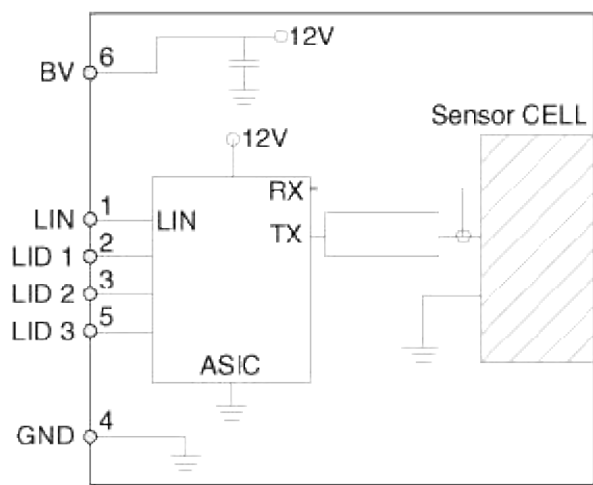 12V
6
BV
Sensor CELL
12V
RX
1
LIN LIN
TX
2
LID 1
3
LID 2
5
LID 3
ASIC
4
GND